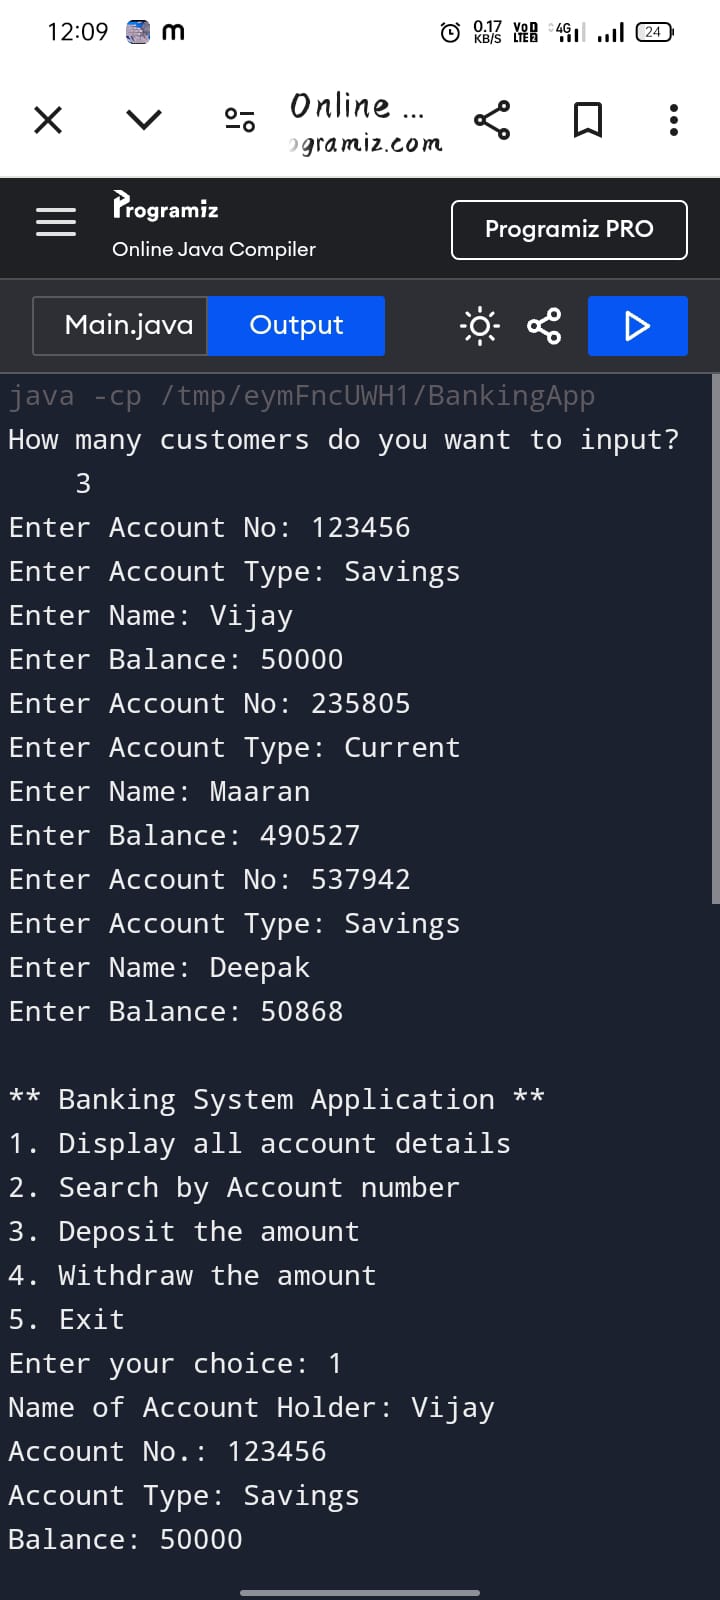 12:09 m 0.17 KB/S VoD LTE2 4G 24
Online ...
ogramiz.com
Programiz
Online Java Compiler
Programiz PRO
Main.java Output
java -cp /tmp/eymFncUWH1/BankingApp
How many customers do you want to input?
3
Enter Account No: 123456
Enter Account Type: Savings
Enter Name: Vijay
Enter Balance: 50000
Enter Account No: 235805
Enter Account Type: Current
Enter Name: Maaran
Enter Balance: 490527
Enter Account No: 537942
Enter Account Type: Savings
Enter Name: Deepak
Enter Balance: 50868
** Banking System Application **
1. Display all account details
2. Search by Account number
3. Deposit the amount
4. Withdraw the amount
5. Exit
Enter your choice: 1
Name of Account Holder: Vijay
Account No.: 123456
Account Type: Savings
Balance: 50000